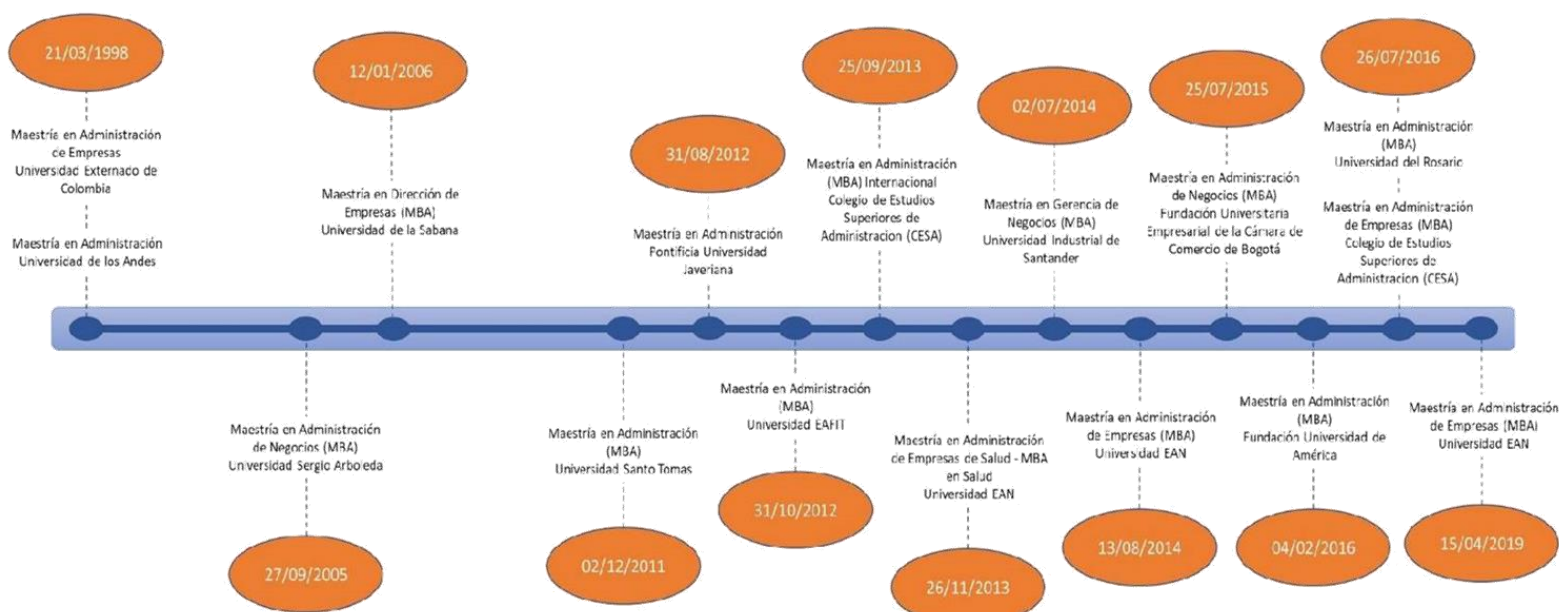 21/03/1998
Maestría en Administración
de Empresas
Universidad Externado de
Colombia
Maestría en Administración
Universidad de los Andes
27/09/2005
Maestría en Administración
de Negocios (MBA)
Universidad Sergio Arboleda
12/01/2006
Maestría en Dirección de
Empresas (MBA)
Universidad de la Sabana
02/12/2011
Maestría en Administración
(MBA)
Universidad Santo Tomas
31/08/2012
Maestría en Administración
Pontificia Universidad
Javeriana
31/10/2012
Maestría en Administración
(MBA)
Universidad EAFIT
25/09/2013
Maestría en Administración
(MBA) Internacional
Colegio de Estudios
Superiores de
Administracion (CESA)
26/11/2013
Maestría en Administración
de Empresas de Salud - MBA
en Salud
Universidad EAN
02/07/2014
Maestría en Gerencia de
Negocios (MBA)
Universidad Industrial de
Santander
13/08/2014
Maestría en Administración
de Empresas (MBA)
Universidad EAN
25/07/2015
Maestría en Administración
de Negocios (MBA)
Fundación Universitaria
Empresarial de la Cámara de
Comercio de Bogotá
04/02/2016
Maestría en Administración
(MBA)
Fundación Universidad de
América
26/07/2016
Maestría en Administración
(MBA)
Universidad del Rosario
Maestría en Administración
de Empresas (MBA)
Colegio de Estudios
Superiores de
Administracion (CESA)
15/04/2019
Maestría en Administración
de Empresas (MBA)
Universidad EAN